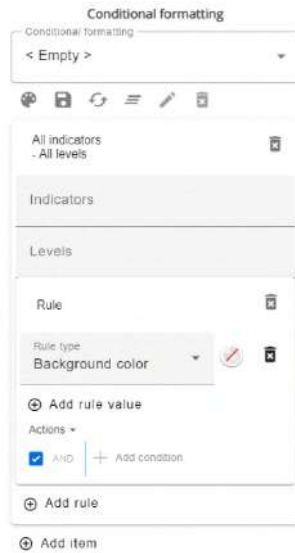 Conditional formatting
Conditional formatting
< Empty >
All indicators
- All levels
Indicators
Levels
Rule
Rule type
Background color
Add rule value
Actions
AND
Add condition
Add rule
Add item